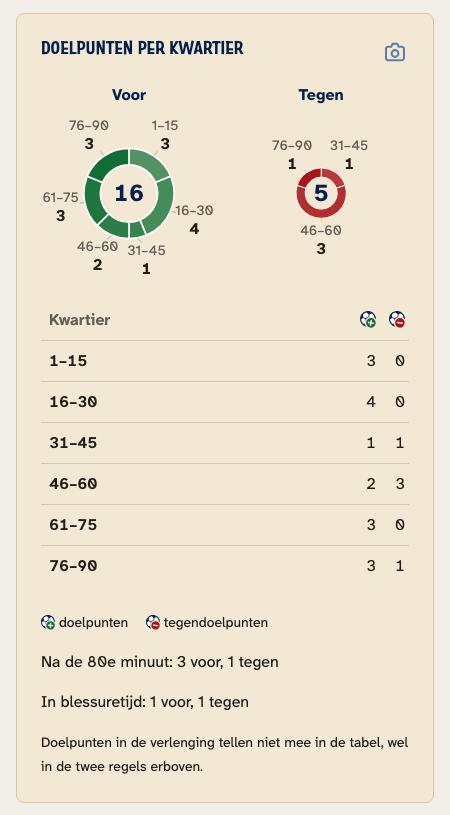 DOELPUNTEN PER KWARTIER
Voor
Tegen
76–90
3
1–15
3
61–75
3
16
16–30
4
46–60
2
31–45
1
76–90
1
31–45
1
5
46–60
3
Kwartier
1–15 3 0
16–30 4 0
31–45 1 1
46–60 2 3
61–75 3 0
76–90 3 1
doelpunten tegendoelpunten
Na de 80e minuut: 3 voor, 1 tegen
In blessuretijd: 1 voor, 1 tegen
Doelpunten in de verlenging tellen niet mee in de tabel, wel
in de twee regels erboven.